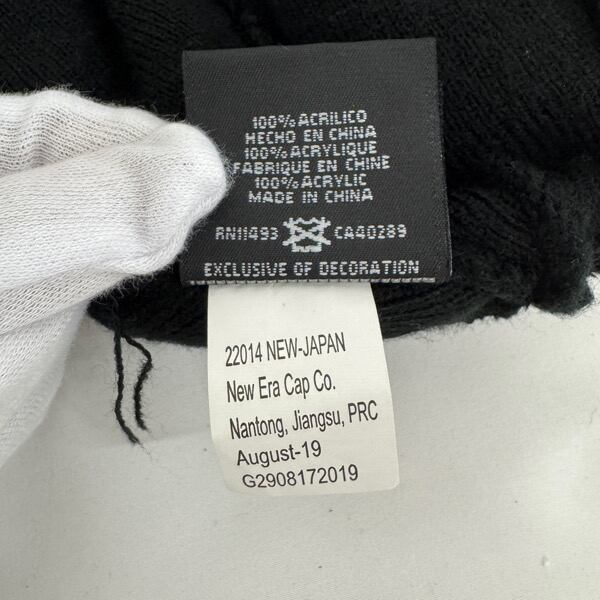 100% ACRILICO
HECHO EN CHINA
100% ACRYLIQUE
FABRIQUE EN CHINE
100% ACRYLIC
MADE IN CHINA
RN11493 CA40289
EXCLUSIVE OF DECORATION
22014 NEW-JAPAN
New Era Cap Co.
Nantong, Jiangsu, PRC
August-19
G2908172019